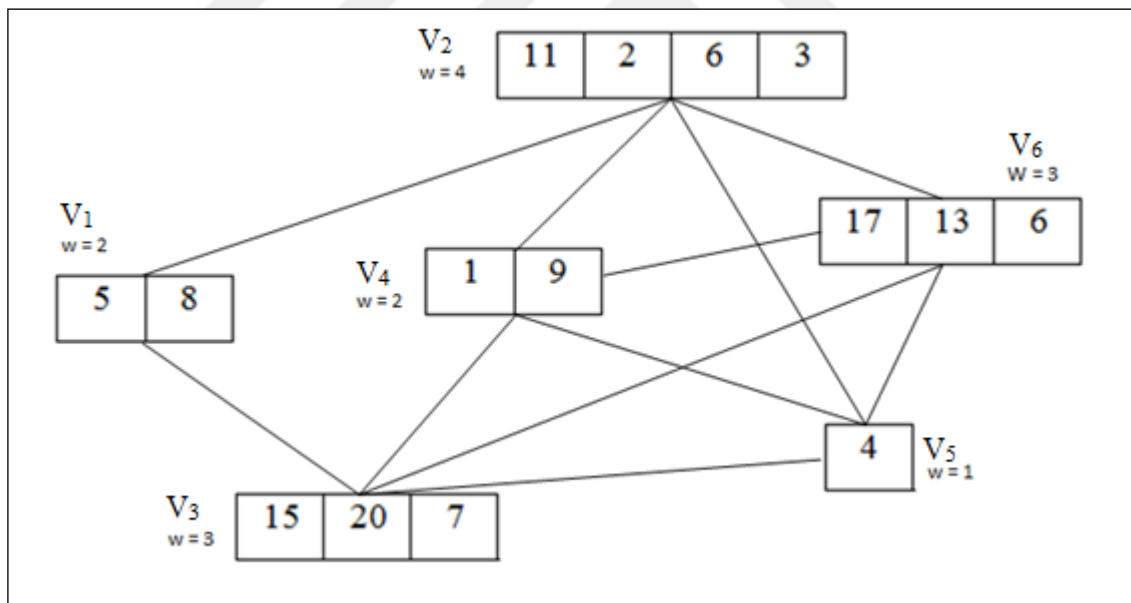 V2
w = 4
11 2 6 3
V6
W = 3
17 13 6
V1
w = 2
5 8
V4
w = 2
1 9
4
V5
w = 1
V3
w = 3
15 20 7